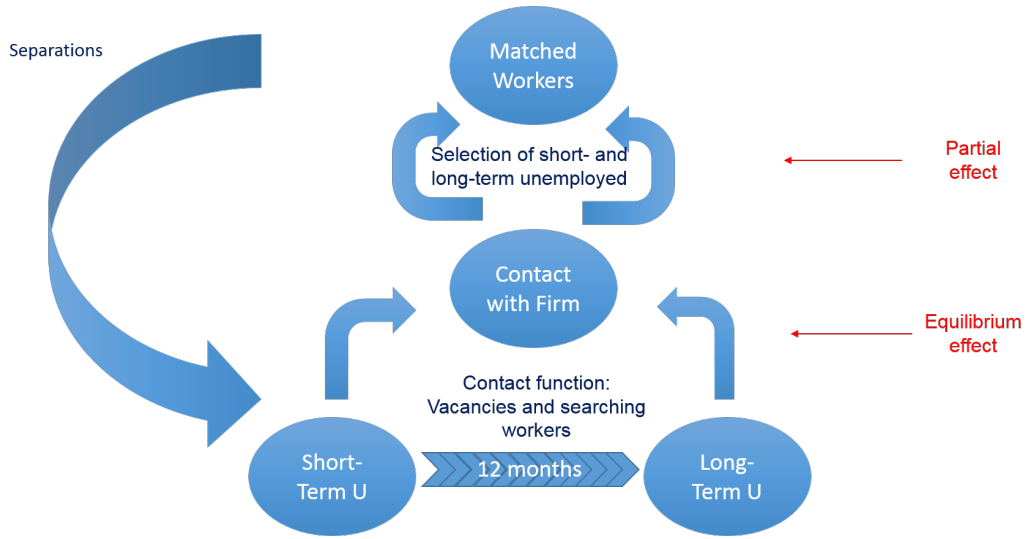 Separations
Matched
Workers
Selection of short- and
long-term unemployed
Partial
effect
Contact
with Firm
Equilibrium
effect
Contact function:
Vacancies and searching
workers
Short-
Term U
12 months
Long-
Term U